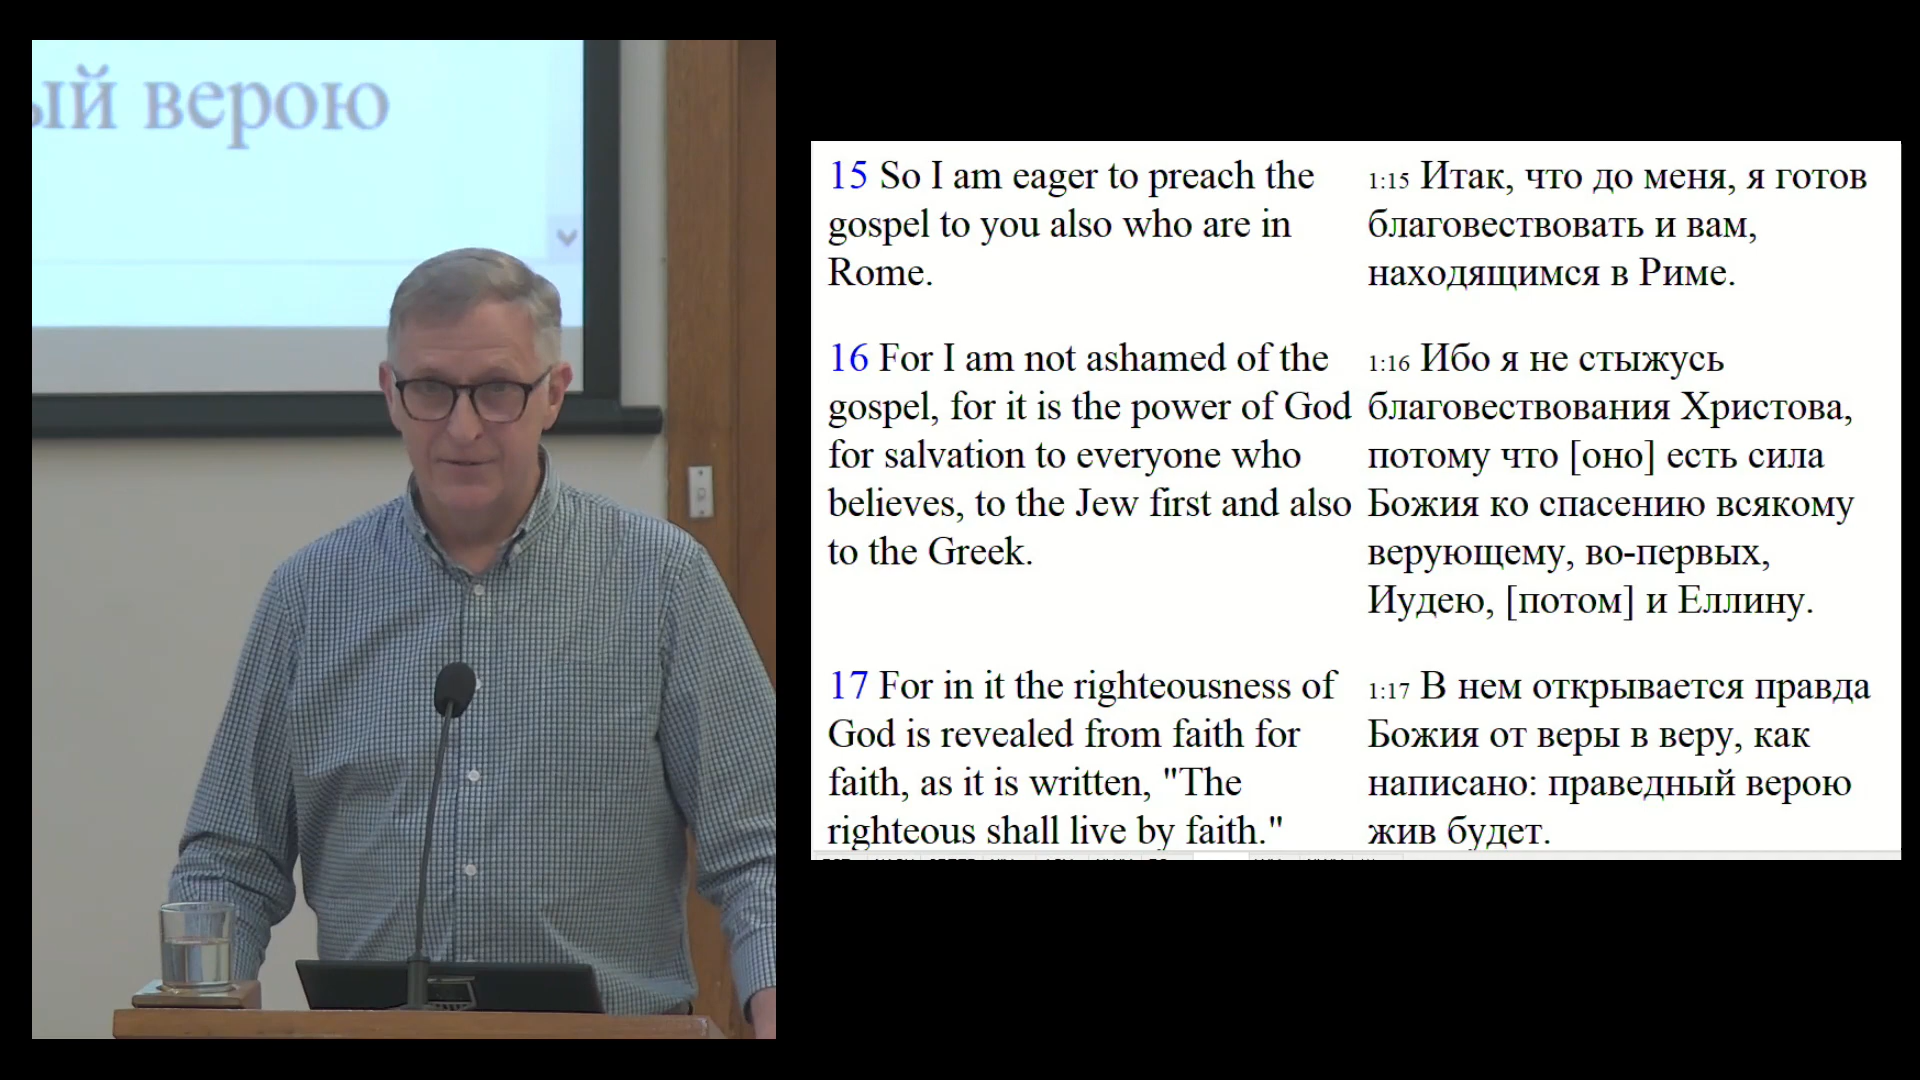 ый верою
15 So I am eager to preach the
gospel to you also who are in
Rome.
1:15 Итак, что до меня, я готов
благовествовать и вам,
находящимся в Риме.
16 For I am not ashamed of the
gospel, for it is the power of God
for salvation to everyone who
believes, to the Jew first and also
to the Greek.
1:16 Ибо я не стыжусь
благовествования Христова,
потому что [оно] есть сила
Божия ко спасению всякому
верующему, во-первых,
Иудею, [потом] и Еллину.
17 For in it the righteousness of
God is revealed from faith for
faith, as it is written, "The
righteous shall live by faith."
1:17 В нем открывается правда
Божия от веры в веру, как
написано: праведный верою
жив будет.